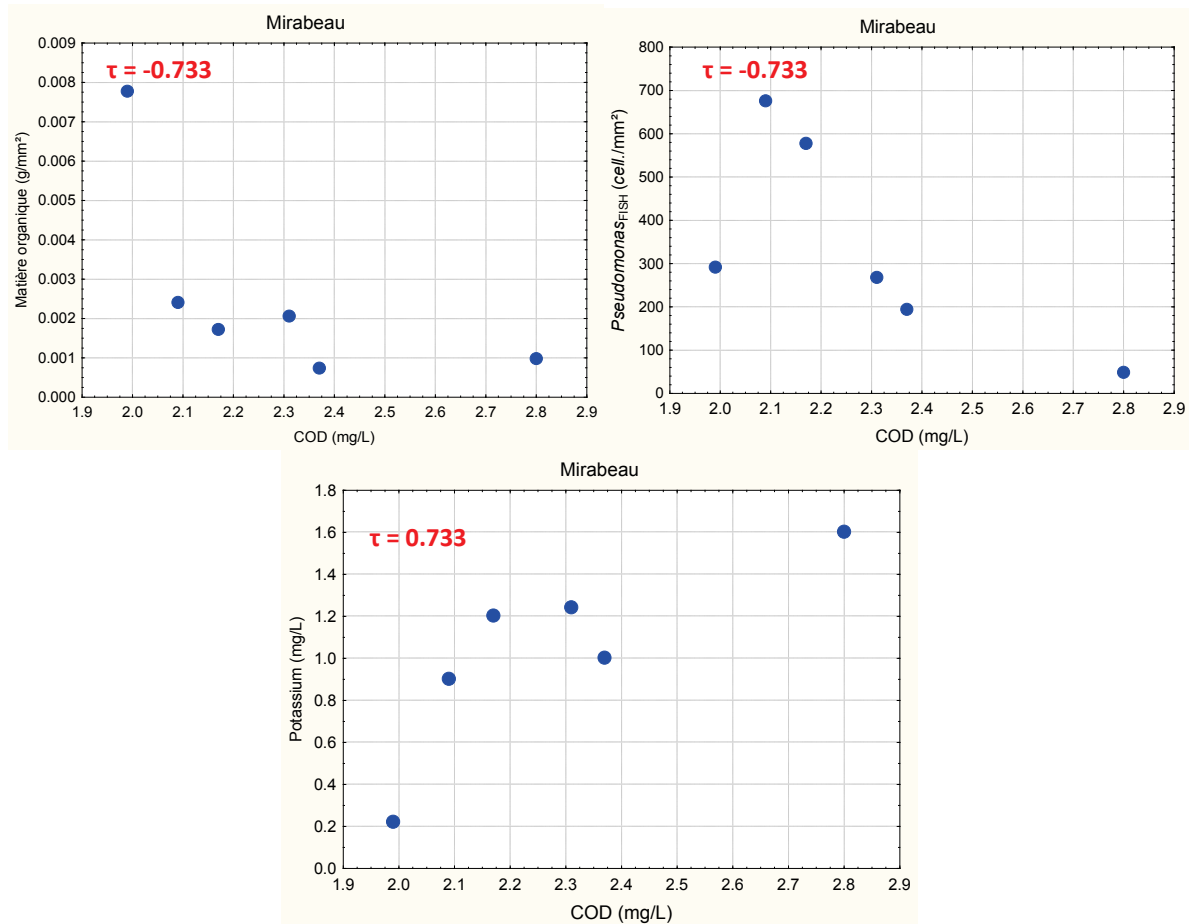 Mirabeau
τ = -0.733
0.009
0.008
0.007
0.006
0.005
0.004
0.003
0.002
0.001
0.000
Matière organique (g/mm²)
1.9 2.0 2.1 2.2 2.3 2.4 2.5 2.6 2.7 2.8 2.9
COD (mg/L)
Mirabeau
τ = -0.733
800
700
600
500
400
300
200
100
0
Pseudomonas FISH (cell./mm²)
1.9 2.0 2.1 2.2 2.3 2.4 2.5 2.6 2.7 2.8 2.9
COD (mg/L)
Mirabeau
τ = 0.733
1.8
1.6
1.4
1.2
1.0
0.8
0.6
0.4
0.2
0.0
Potassium (mg/L)
1.9 2.0 2.1 2.2 2.3 2.4 2.5 2.6 2.7 2.8 2.9
COD (mg/L)